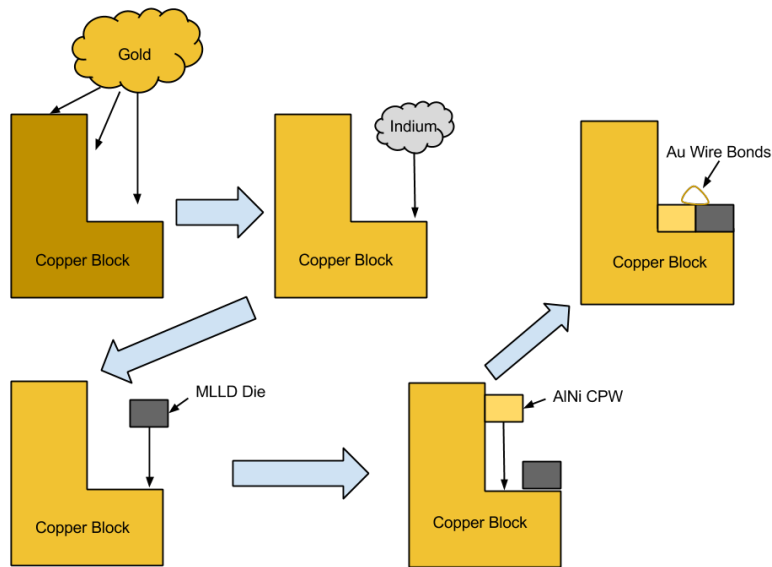 Gold
Copper Block
Indium
Copper Block
Au Wire Bonds
Copper Block
MLLD Die
Copper Block
AlNi CPW
Copper Block